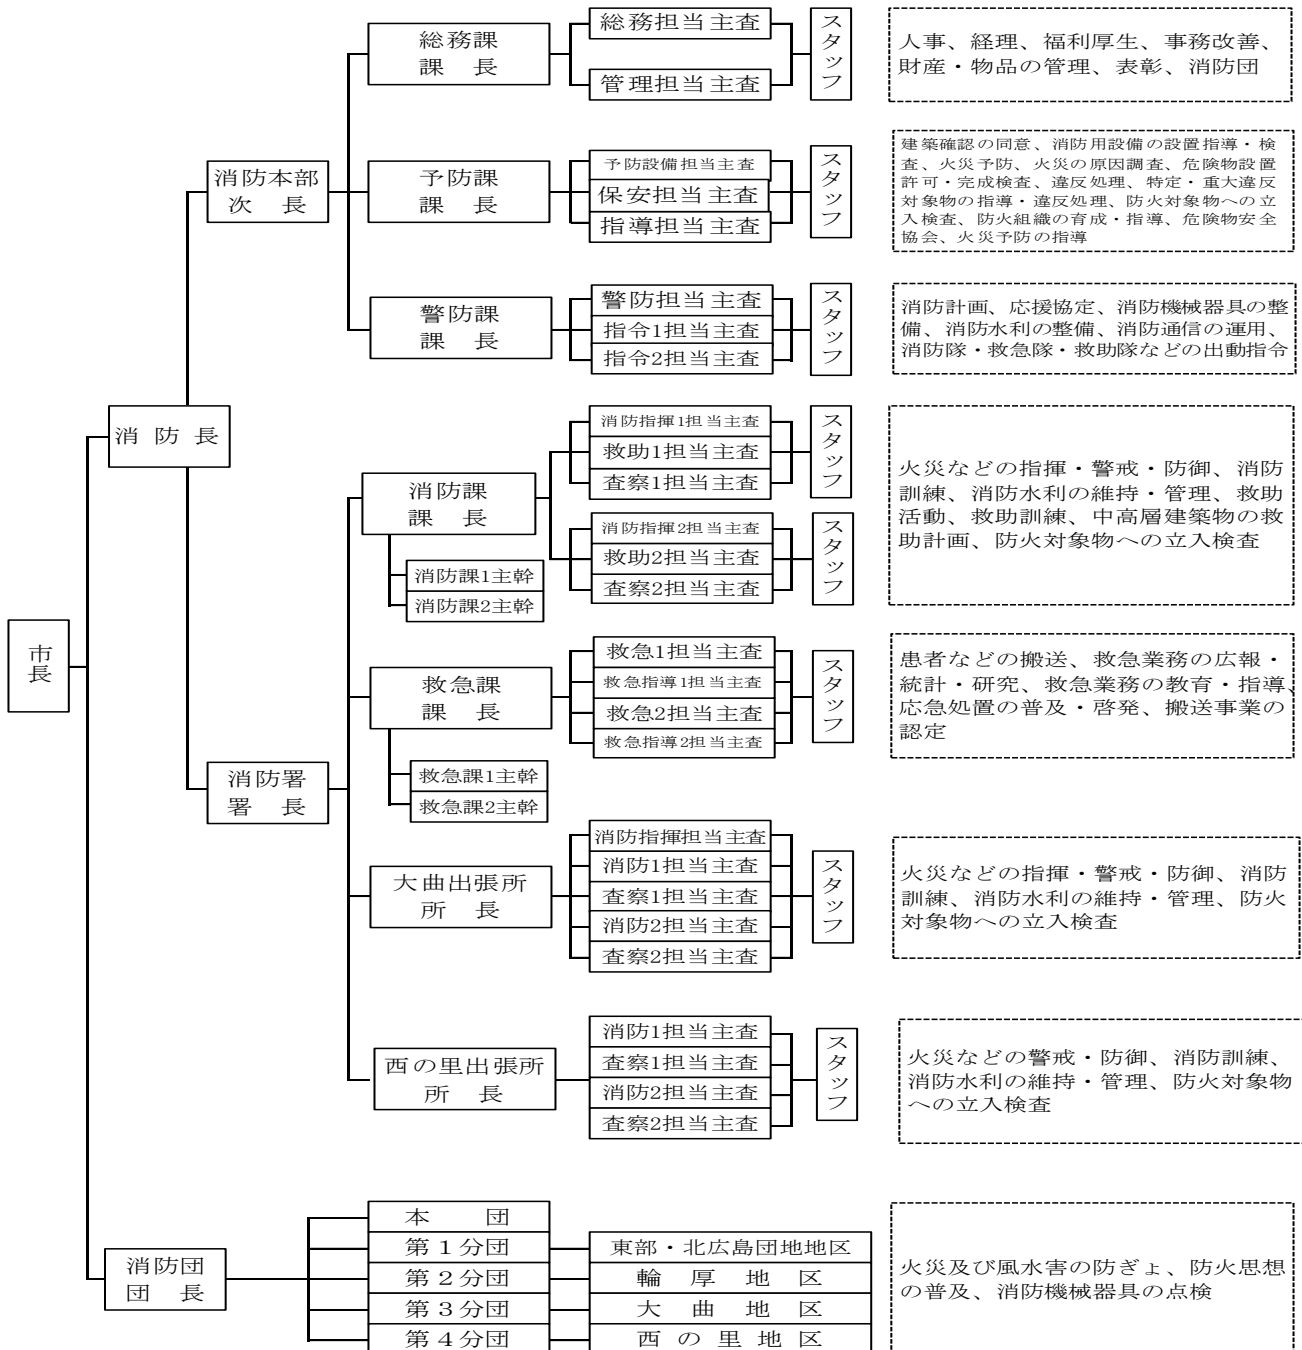 市
長
消 防 長
消防本部
次　長
総務課
課　長
総務担当主査
管理担当主査
スタッフ
人事、経理、福利厚生、事務改善、
財産・物品の管理、表彰、消防団
予防課
課　長
予防設備担当主査
保安担当主査
指導担当主査
スタッフ
建築確認の同意、消防用設備の設置指導・検
査、火災予防、火災の原因調査、危険物設置
許可・完成検査、違反処理、特定・重大違反
対象物の指導・違反処理、防火対象物への立
入検査、防火組織の育成・指導、危険物安全
協会、火災予防の指導
警防課
課　長
警防担当主査
指令1担当主査
指令2担当主査
スタッフ
消防計画、応援協定、消防機械器具の整
備、消防水利の整備、消防通信の運用、
消防隊・救急隊・救助隊などの出動指令
消防署
署　長
消防課
課　長
消防課1主幹
消防課2主幹
消防指揮1担当主査
救助1担当主査
査察1担当主査
スタッフ
消防指揮2担当主査
救助2担当主査
査察2担当主査
スタッフ
火災などの指揮・警戒・防御、消防
訓練、消防水利の維持・管理、救助
活動、救助訓練、中高層建築物の救
助計画、防火対象物への立入検査
救急課
課　長
救急課1主幹
救急課2主幹
救急1担当主査
救急指導1担当主査
救急2担当主査
救急指導2担当主査
スタッフ
患者などの搬送、救急業務の広報・
統計・研究、救急業務の教育・指導、
応急処置の普及・啓発、搬送事業の
認定
大曲出張所
所　長
消防指揮担当主査
消防1担当主査
査察1担当主査
消防2担当主査
査察2担当主査
スタッフ
火災などの指揮・警戒・防御、消防
訓練、消防水利の維持・管理、防火
対象物への立入検査
西の里出張所
所　長
消防1担当主査
査察1担当主査
消防2担当主査
査察2担当主査
スタッフ
火災などの警戒・防御、消防訓練、
消防水利の維持・管理、防火対象物
への立入検査
消防団
団　長
本　団
第１分団
東部・北広島団地地区
第２分団
輪 厚 地 区
第３分団
大 曲 地 区
第４分団
西 の 里 地 区
火災及び風水害の防ぎょ、防火思想
の普及、消防機械器具の点検